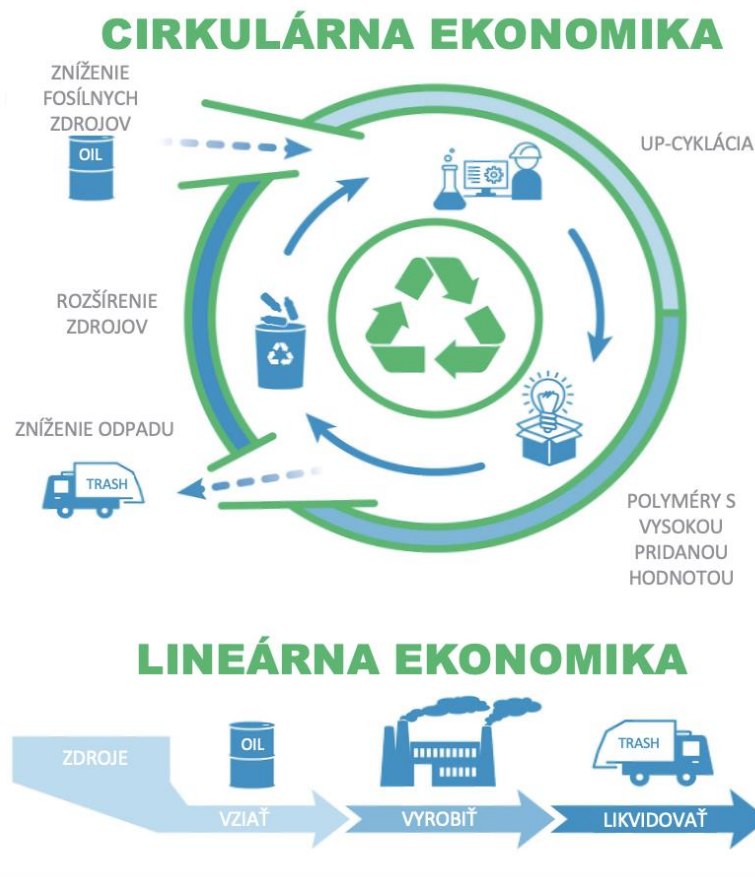 CIRKULÁRNA EKONOMIKA
ZNÍŽENIE
FOSÍLNYCH
ZDROJOV
OIL
UP-CYKLÁCIA
ROZŠÍRENIE
ZDROJOV
ZNÍŽENIE ODPADU
TRASH
POLYMÉRY S
VYSOKOU
PRIDANOU
HODNOTOU
LINEÁRNA EKONOMIKA
ZDROJE
OIL
TRASH
VZIAŤ
VYROBIŤ
LIKVIDOVAŤ